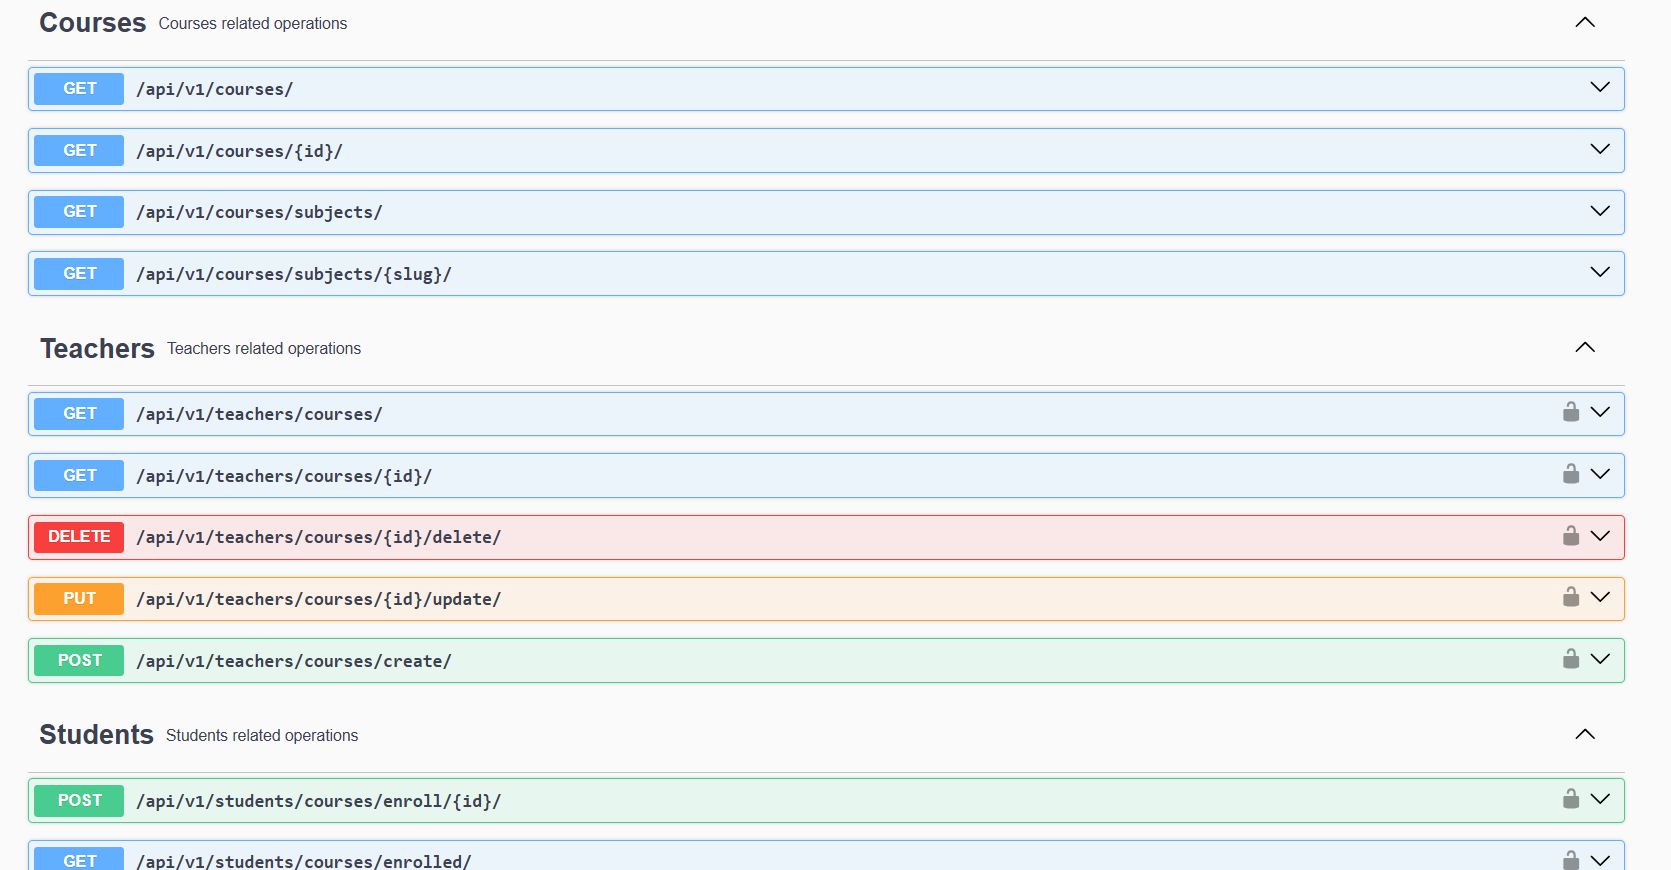 Courses Courses related operations
GET /api/v1/courses/
GET /api/v1/courses/{id}/
GET /api/v1/courses/subjects/
GET /api/v1/courses/subjects/{slug}/
Teachers Teachers related operations
GET /api/v1/teachers/courses/
GET /api/v1/teachers/courses/{id}/
DELETE /api/v1/teachers/courses/{id}/delete/
PUT /api/v1/teachers/courses/{id}/update/
POST /api/v1/teachers/courses/create/
Students Students related operations
POST /api/v1/students/courses/enroll/{id}/
GET /api/v1/students/courses/enrolled/